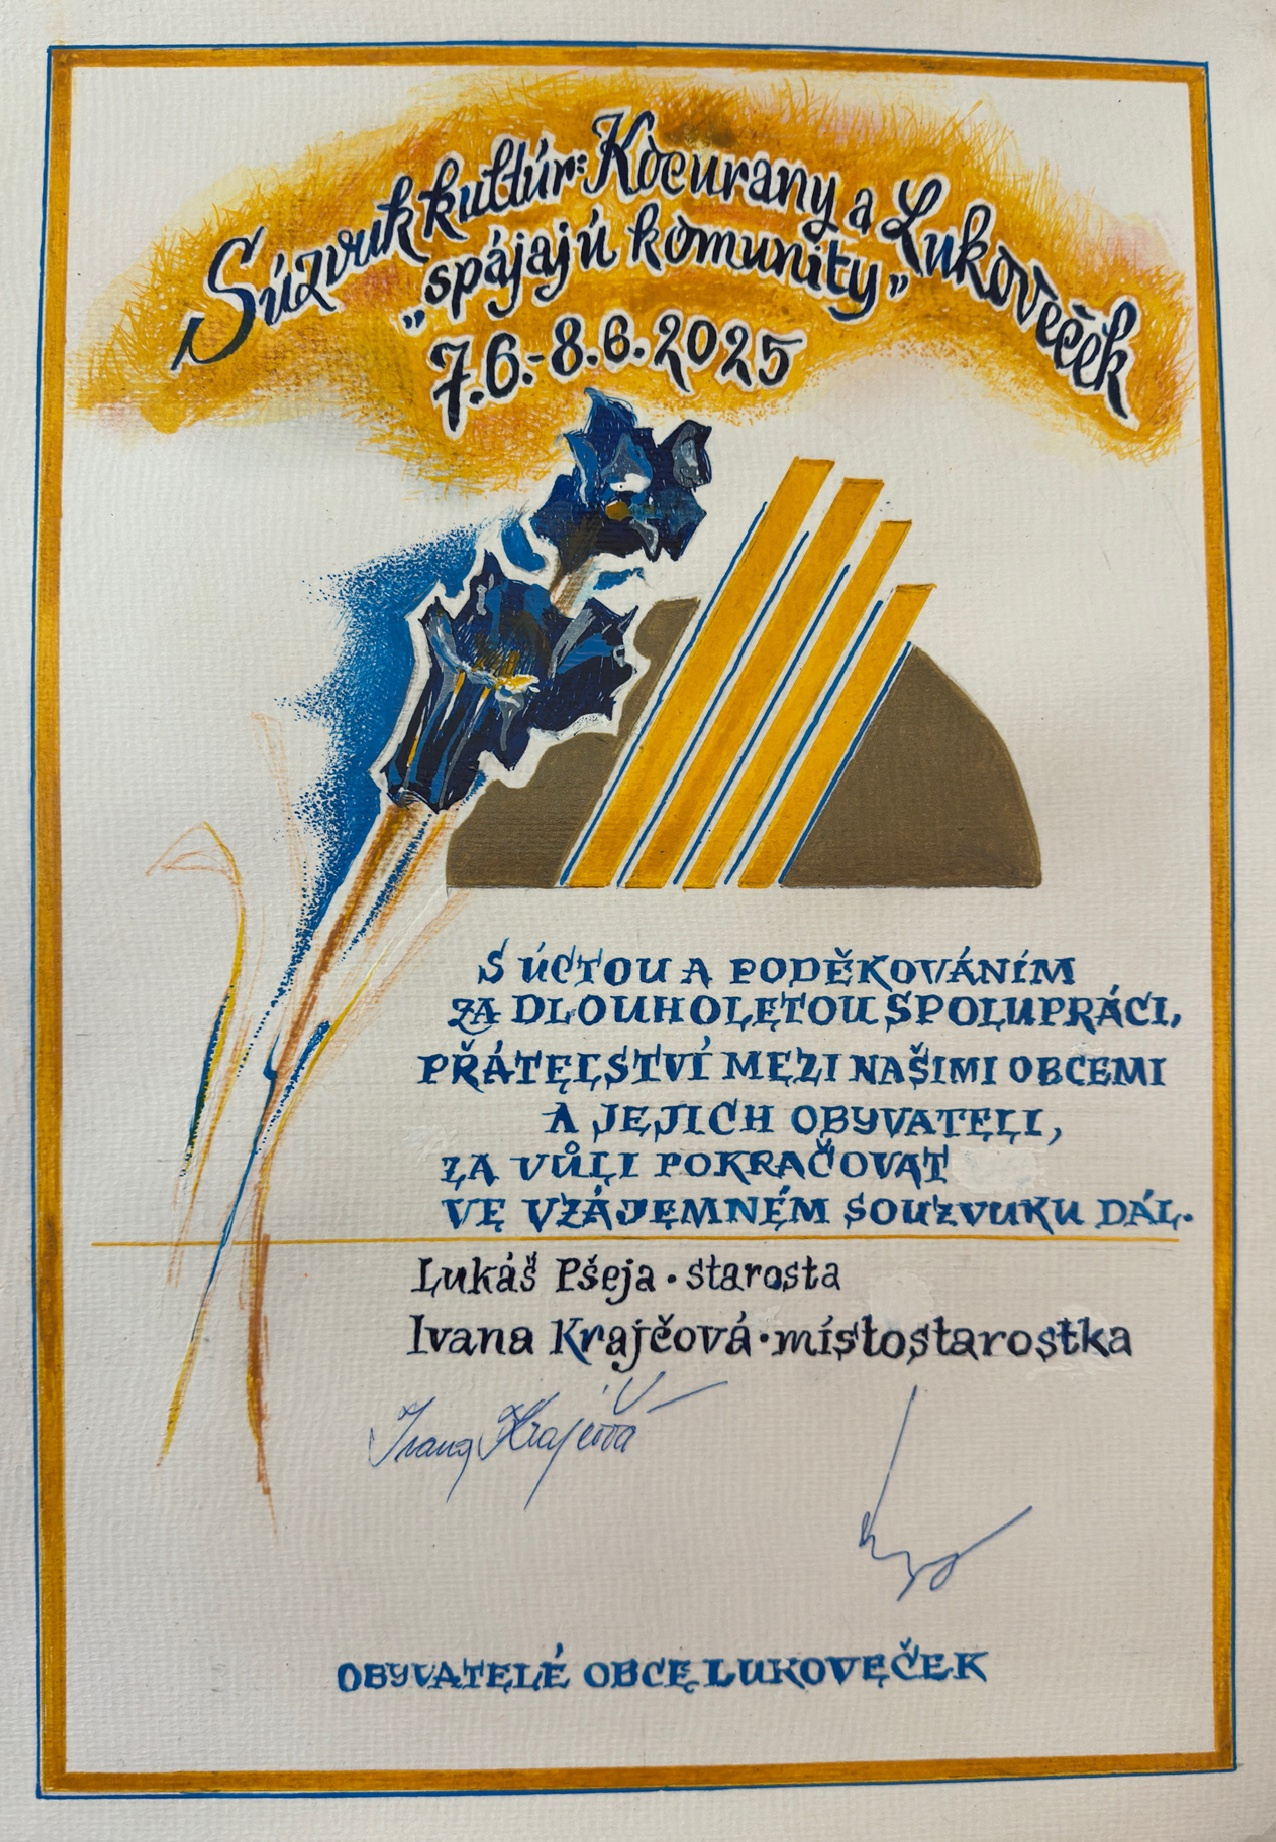 Súzvuk kultúr: Kocurany a Lukoveček
„spájajú komunity„
7.6.-8.6.2025
S ÚCTOU A PODĚKOVÁNÍM
ZA DLOUHOLETOU SPOLUPRÁCI,
PŘÁTELSTVÍ MEZI NAŠIMI OBCEMI
A JEJICH OBYVATELI,
ZA VŮLI POKRAČOVAT
VE VZÁJEMNÉM SOUZVUKU DÁL.
Lukáš Pšeja · starosta
Ivana Krajčová · místostarostka
Ivana Krajčová
OBYVATELÉ OBCE LUKOVEČEK